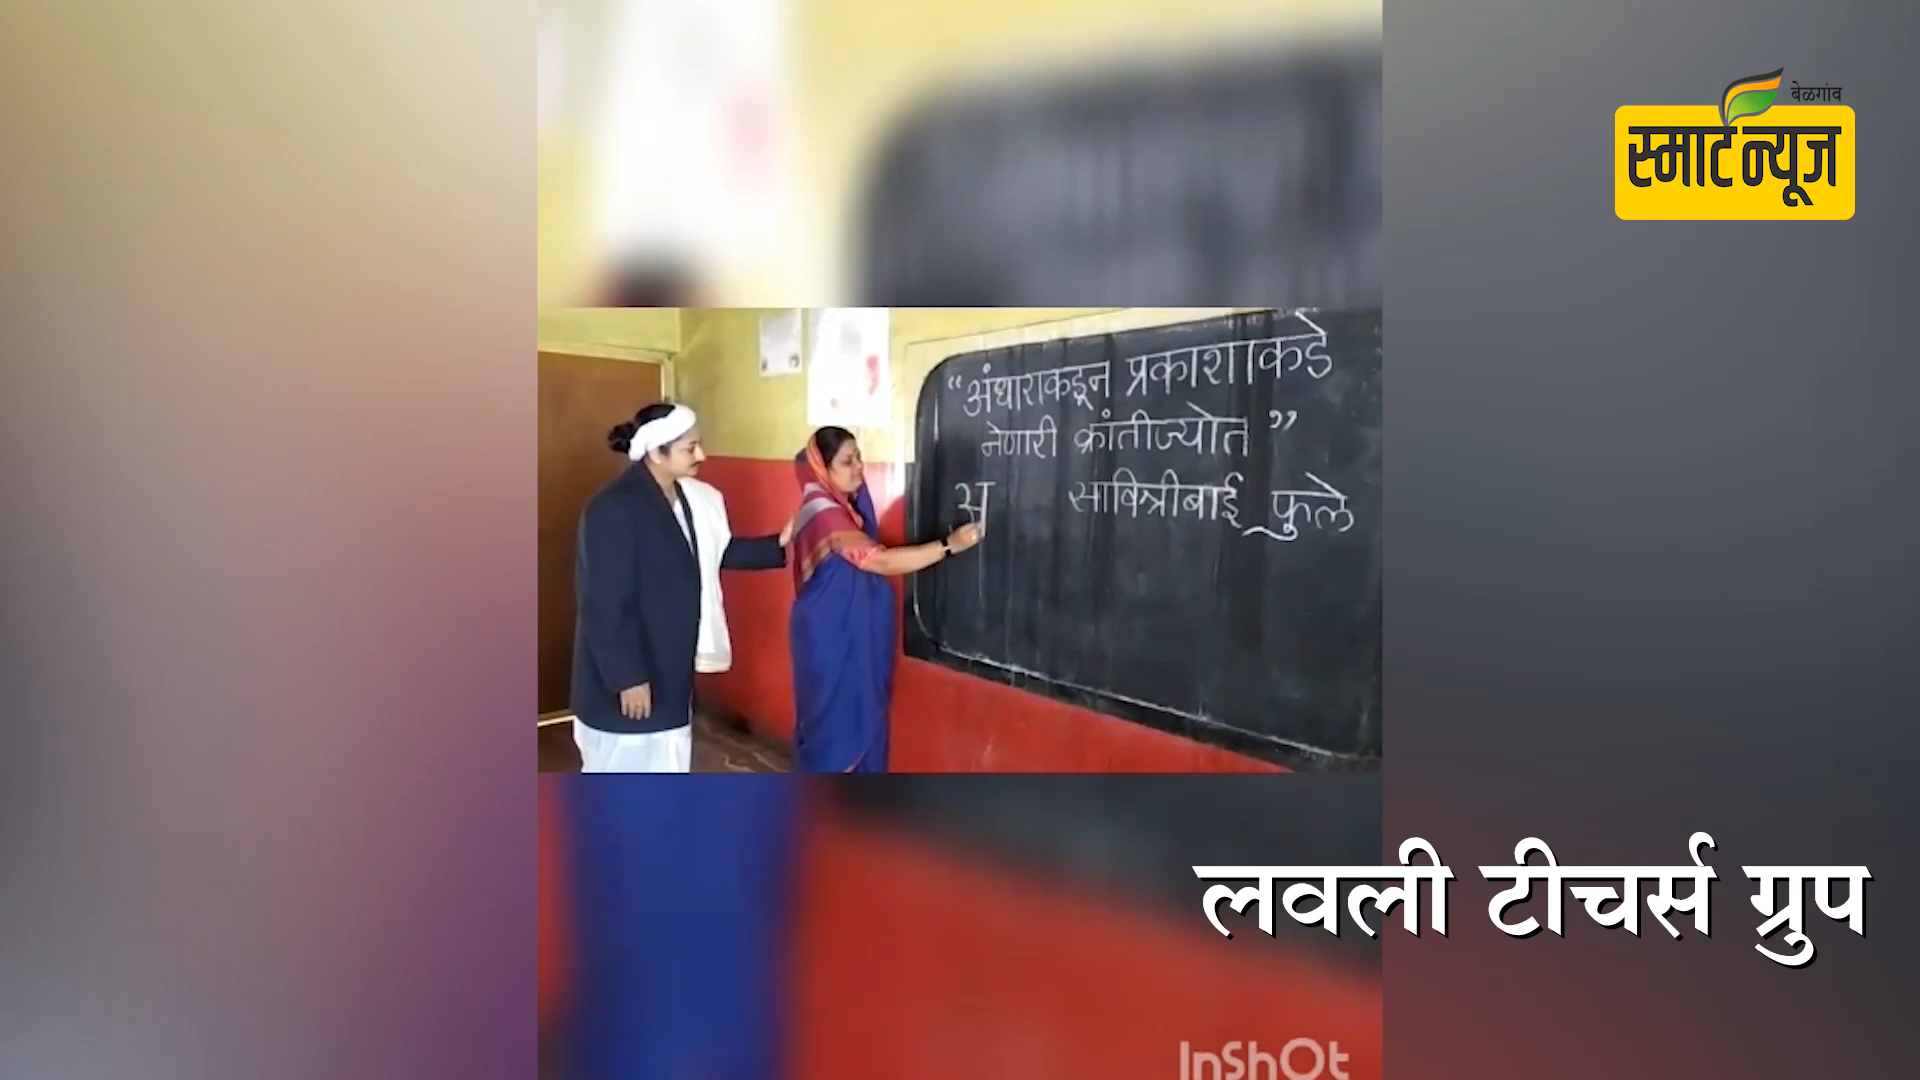 बेळगांव
स्मार्ट न्यूज
“अंधाराकडून प्रकाशाकडे
नेणारी क्रांतीज्योत”
अ सावित्रीबाई फुले
लवली टीचर्स ग्रुप
InShOt